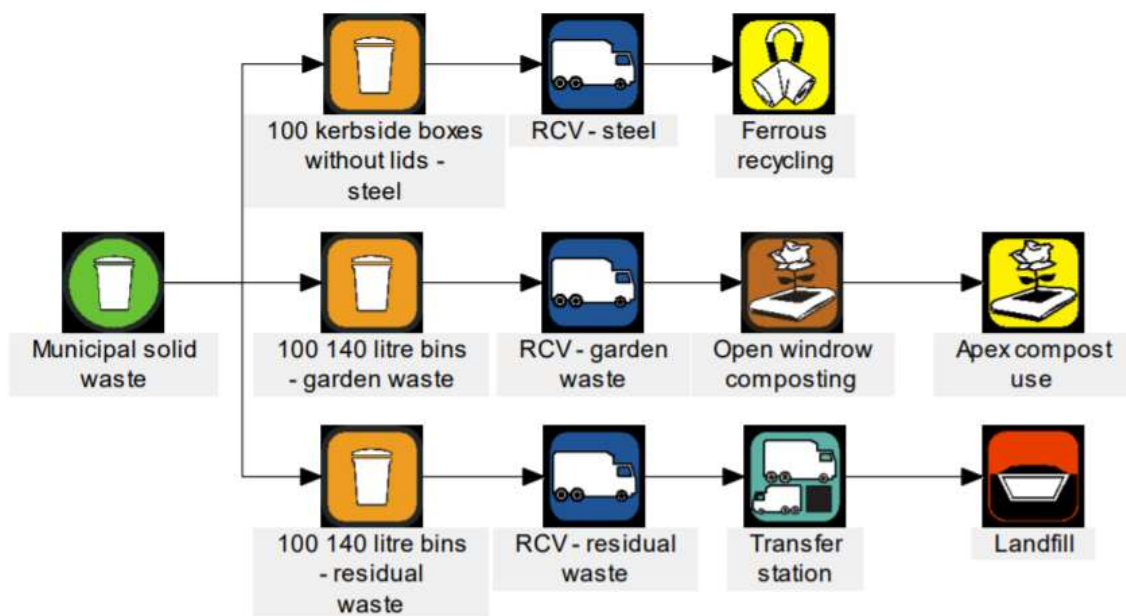 100 kerbside boxes
without lids -
steel
RCV - steel
Ferrous
recycling
Municipal solid
waste
100 140 litre bins
- garden waste
RCV - garden
waste
Open windrow
composting
Apex compost
use
100 140 litre bins
- residual
waste
RCV - residual
waste
Transfer
station
Landfill